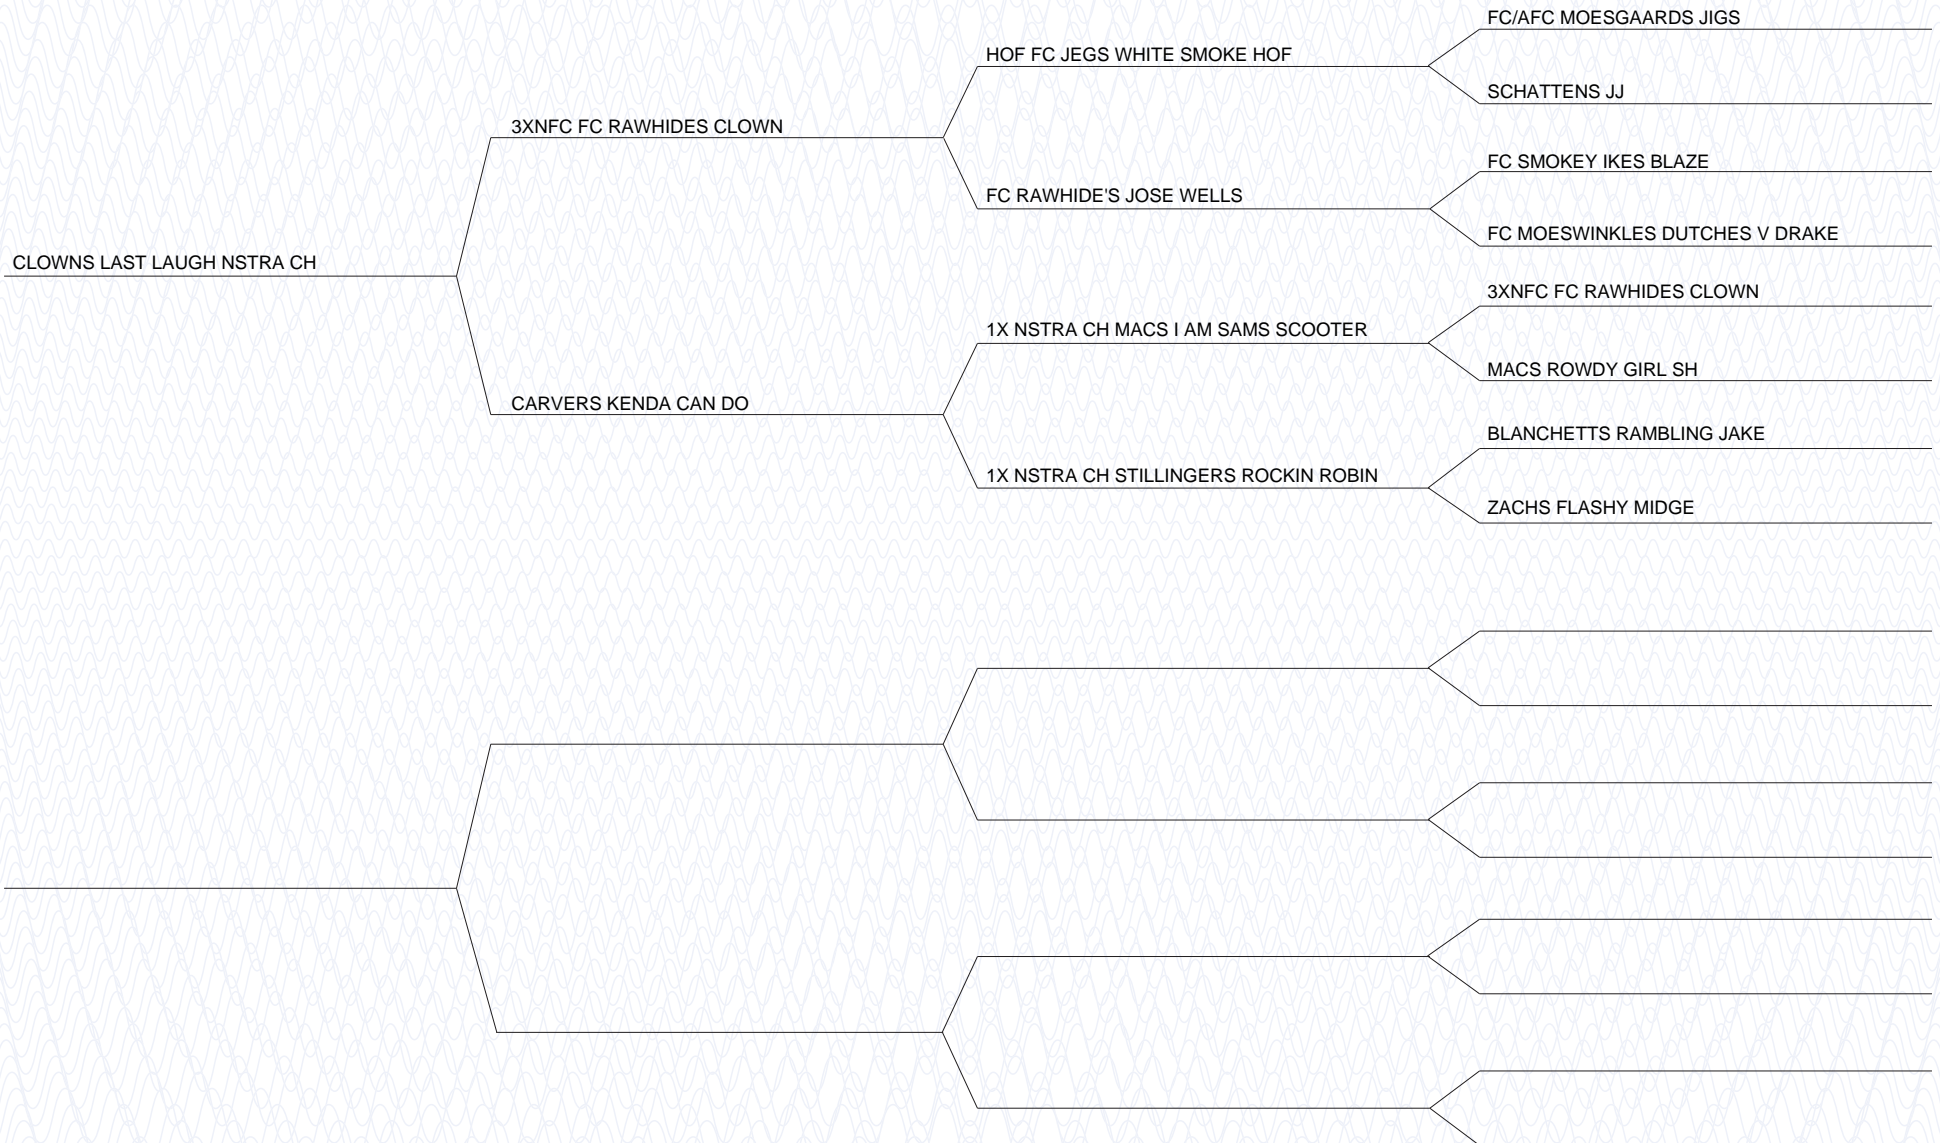 FC/AFC MOESGAARDS JIGS
HOF FC JEGS WHITE SMOKE HOF
SCHATTENS JJ
3XNFC FC RAWHIDES CLOWN
FC SMOKEY IKES BLAZE
FC RAWHIDE'S JOSE WELLS
FC MOESWINKLES DUTCHES V DRAKE
CLOWNS LAST LAUGH NSTRA CH
3XNFC FC RAWHIDES CLOWN
1X NSTRA CH MACS I AM SAMS SCOOTER
MACS ROWDY GIRL SH
CARVERS KENDA CAN DO
BLANCHETTS RAMBLING JAKE
1X NSTRA CH STILLINGERS ROCKIN ROBIN
ZACHS FLASHY MIDGE